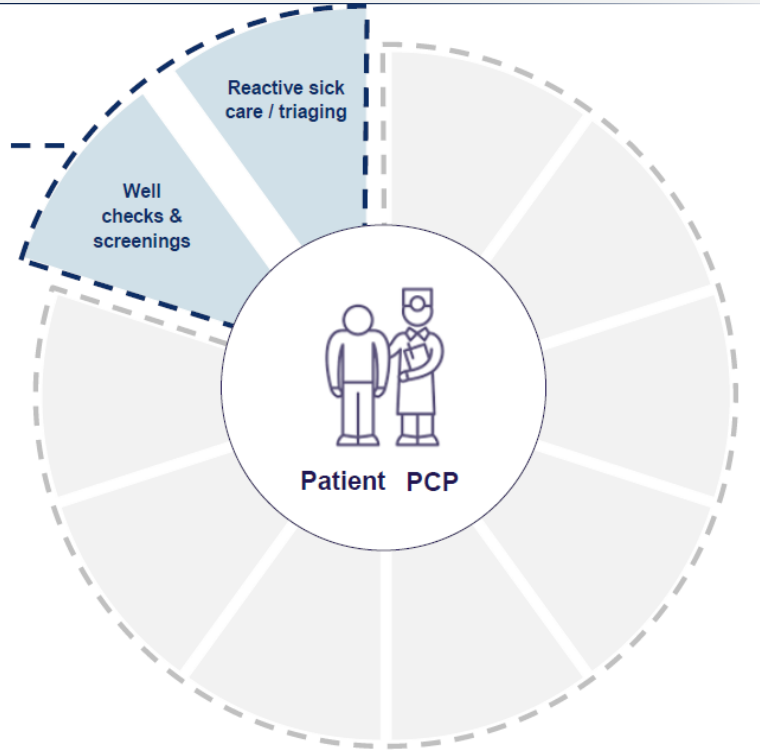 Reactive sick
care / triaging
Well
checks &
screenings
Patient PCP